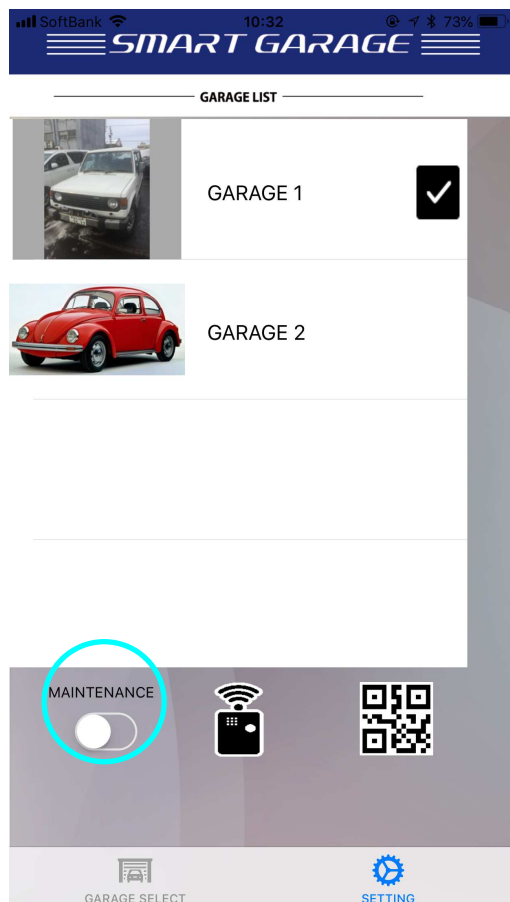 SoftBank 10:32 73%
SMART GARAGE
GARAGE LIST
GARAGE 1
GARAGE 2
MAINTENANCE
GARAGE SELECT SETTING